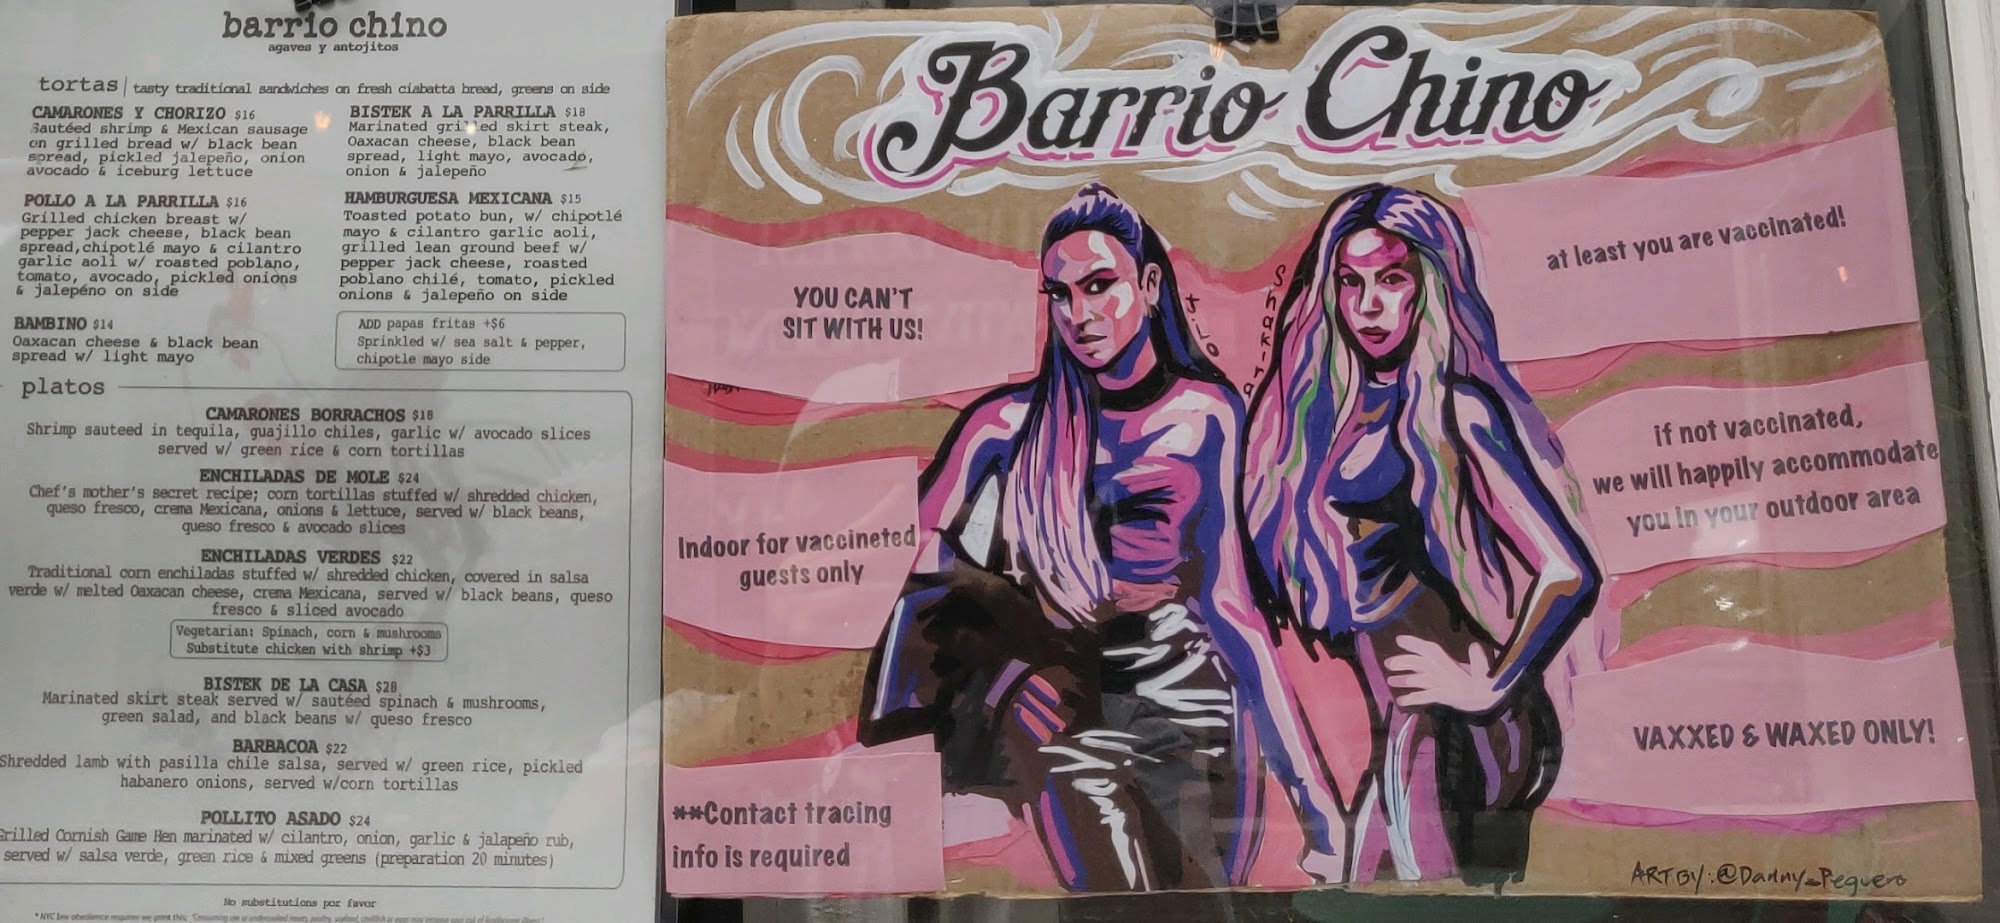 barrio chino
agaves y antojitos
tortas | tasty traditional sandwiches on fresh ciabatta bread, greens on side
CAMARONES Y CHORIZO $16
Sautéed shrimp & Mexican sausage
on grilled bread w/ black bean
spread, pickled jalepeño, onion
avocado & iceburg lettuce
POLLO A LA PARRILLA $16
Grilled chicken breast w/
pepper jack cheese, black bean
spread,chipotlé mayo & cilantro
garlic aoli w/ roasted poblano,
tomato, avocado, pickled onions
& jalepéno on side
BAMBINO $14
Oaxacan cheese & black bean
spread w/ light mayo
BISTEK A LA PARRILLA $18
Marinated grilled skirt steak,
Oaxacan cheese, black bean
spread, light mayo, avocado,
onion & jalepeño
HAMBURGUESA MEXICANA $15
Toasted potato bun, w/ chipotlé
mayo & cilantro garlic aoli,
grilled lean ground beef w/
pepper jack cheese, roasted
poblano chilé, tomato, pickled
onions & jalepeño on side
ADD papas fritas +$6
Sprinkled w/ sea salt & pepper,
chipotle mayo side
platos
CAMARONES BORRACHOS $18
Shrimp sauteed in tequila, guajillo chiles, garlic w/ avocado slices
served w/ green rice & corn tortillas
ENCHILADAS DE MOLE $24
Chef's mother's secret recipe; corn tortillas stuffed w/ shredded chicken,
queso fresco, crema Mexicana, onions & lettuce, served w/ black beans,
queso fresco & avocado slices
ENCHILADAS VERDES $22
Traditional corn enchiladas stuffed w/ shredded chicken, covered in salsa
verde w/ melted Oaxacan cheese, crema Mexicana, served w/ black beans, queso
fresco & sliced avocado
Vegetarian: Spinach, corn & mushrooms
Substitute chicken with shrimp +$3
BISTEK DE LA CASA $28
Marinated skirt steak served w/ sautéed spinach & mushrooms,
green salad, and black beans w/ queso fresco
BARBACOA $22
Shredded lamb with pasilla chile salsa, served w/ green rice, pickled
habanero onions, served w/corn tortillas
POLLITO ASADO $24
Grilled Cornish Game Hen marinated w/ cilantro, onion, garlic & jalapeño rub,
served w/ salsa verde, green rice & mixed greens (preparation 20 minutes)
No substitutions por favor
Barrio Chino
YOU CAN'T
SIT WITH US!
Indoor for vaccineted
guests only
**Contact tracing
info is required
J.LO
Shakira
at least you are vaccinated!
if not vaccinated,
we will happily accommodate
you in your outdoor area
VAXXED & WAXED ONLY!
ART BY: @Danny_Peguero